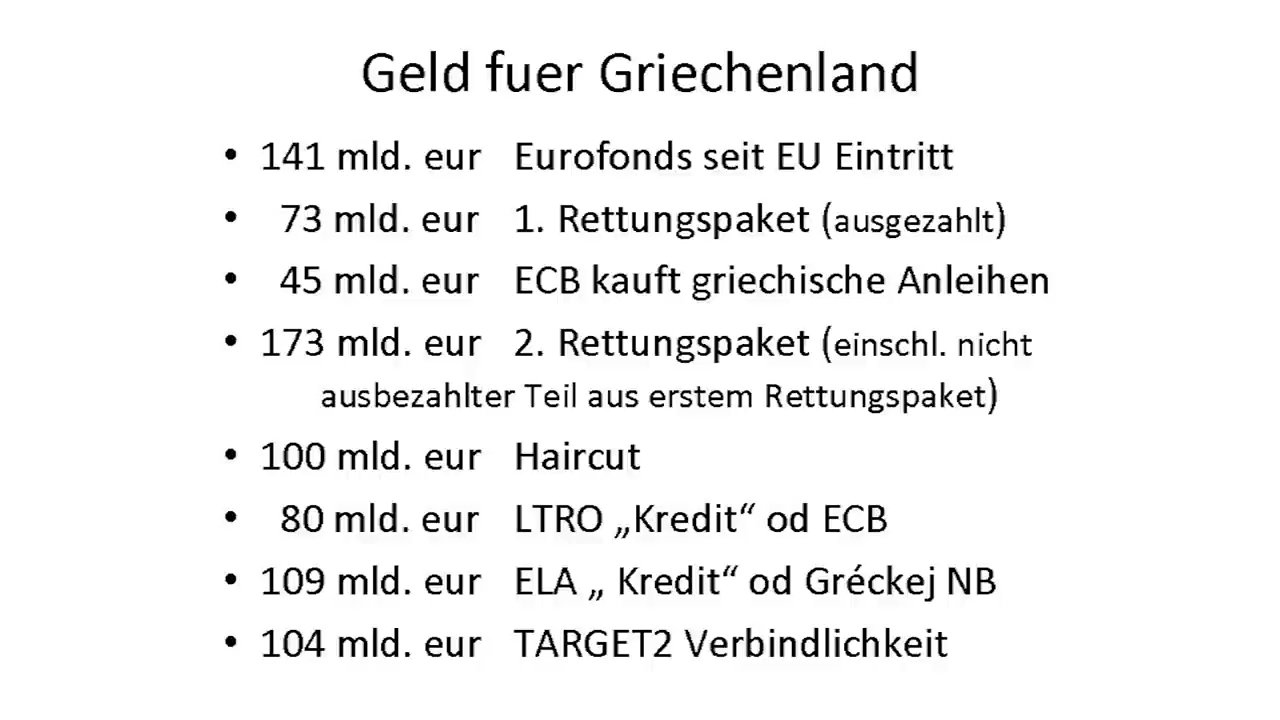 Geld fuer Griechenland
• 141 mld. eur Eurofonds seit EU Eintritt
• 73 mld. eur 1. Rettungspaket (ausgezahlt)
• 45 mld. eur ECB kauft griechische Anleihen
• 173 mld. eur 2. Rettungspaket (einschl. nicht
ausbezahlter Teil aus erstem Rettungspaket)
• 100 mld. eur Haircut
• 80 mld. eur LTRO „Kredit“ od ECB
• 109 mld. eur ELA „ Kredit“ od Gréckej NB
• 104 mld. eur TARGET2 Verbindlichkeit